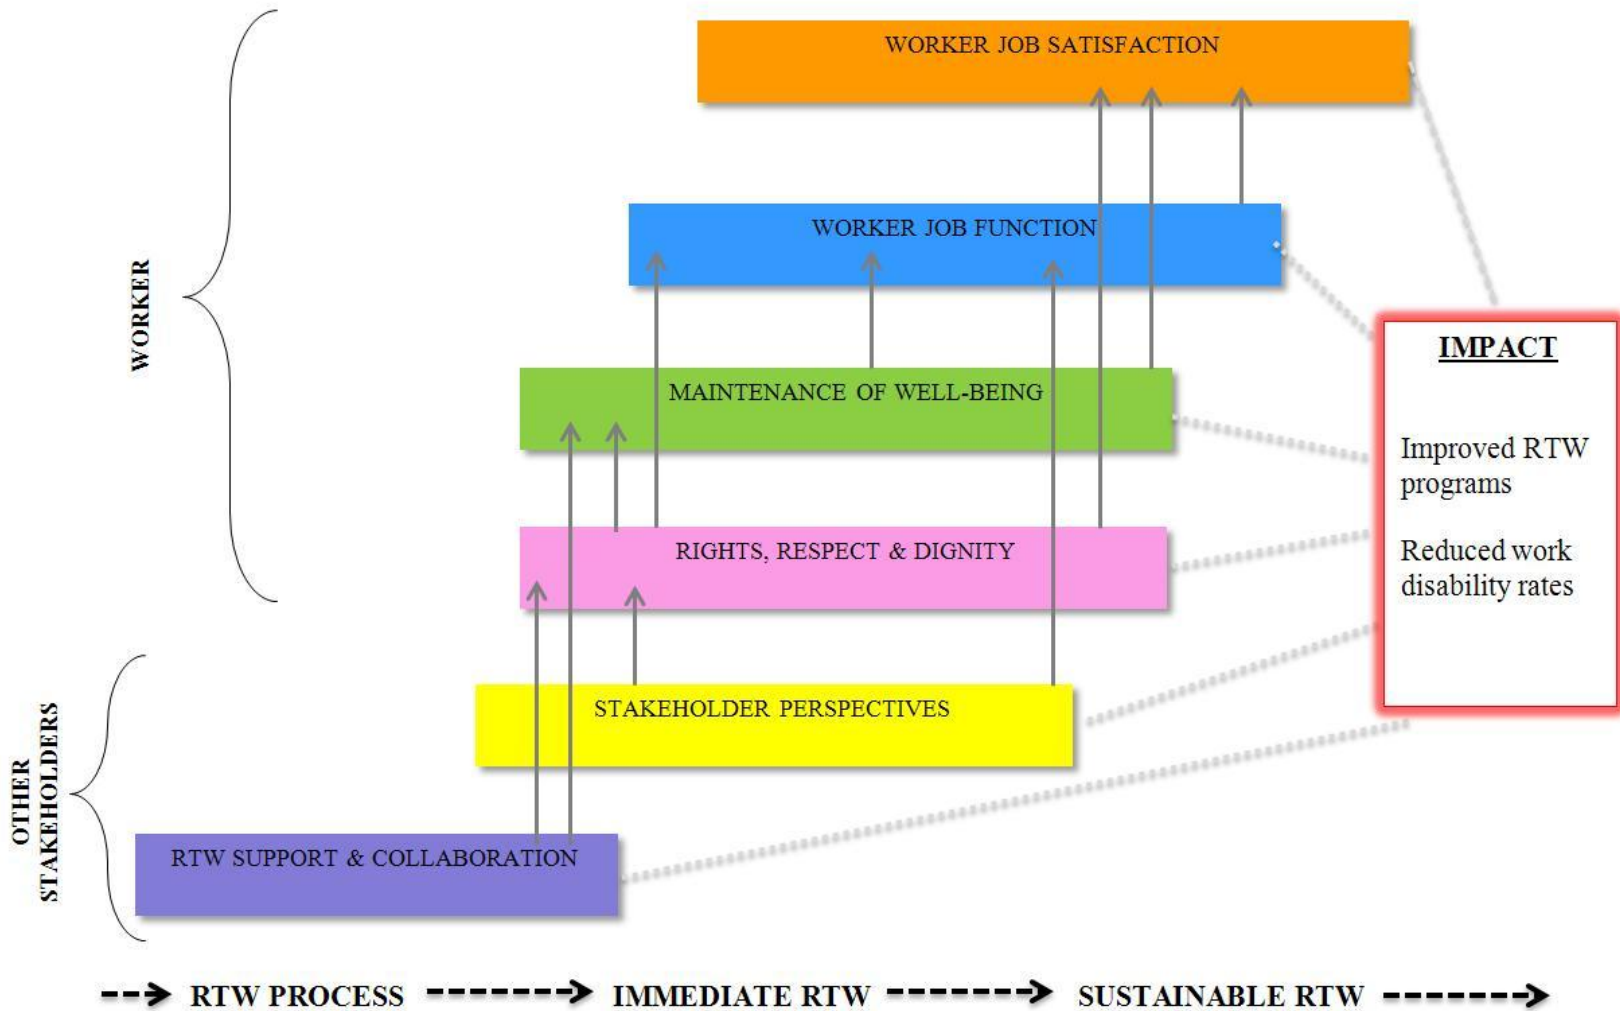 WORKER JOB SATISFACTION
WORKER JOB FUNCTION
WORKER
MAINTENANCE OF WELL-BEING
RIGHTS, RESPECT & DIGNITY
IMPACT
Improved RTW
programs
Reduced work
disability rates
OTHER
STAKEHOLDERS
STAKEHOLDER PERSPECTIVES
RTW SUPPORT & COLLABORATION
RTW PROCESS
IMMEDIATE RTW
SUSTAINABLE RTW